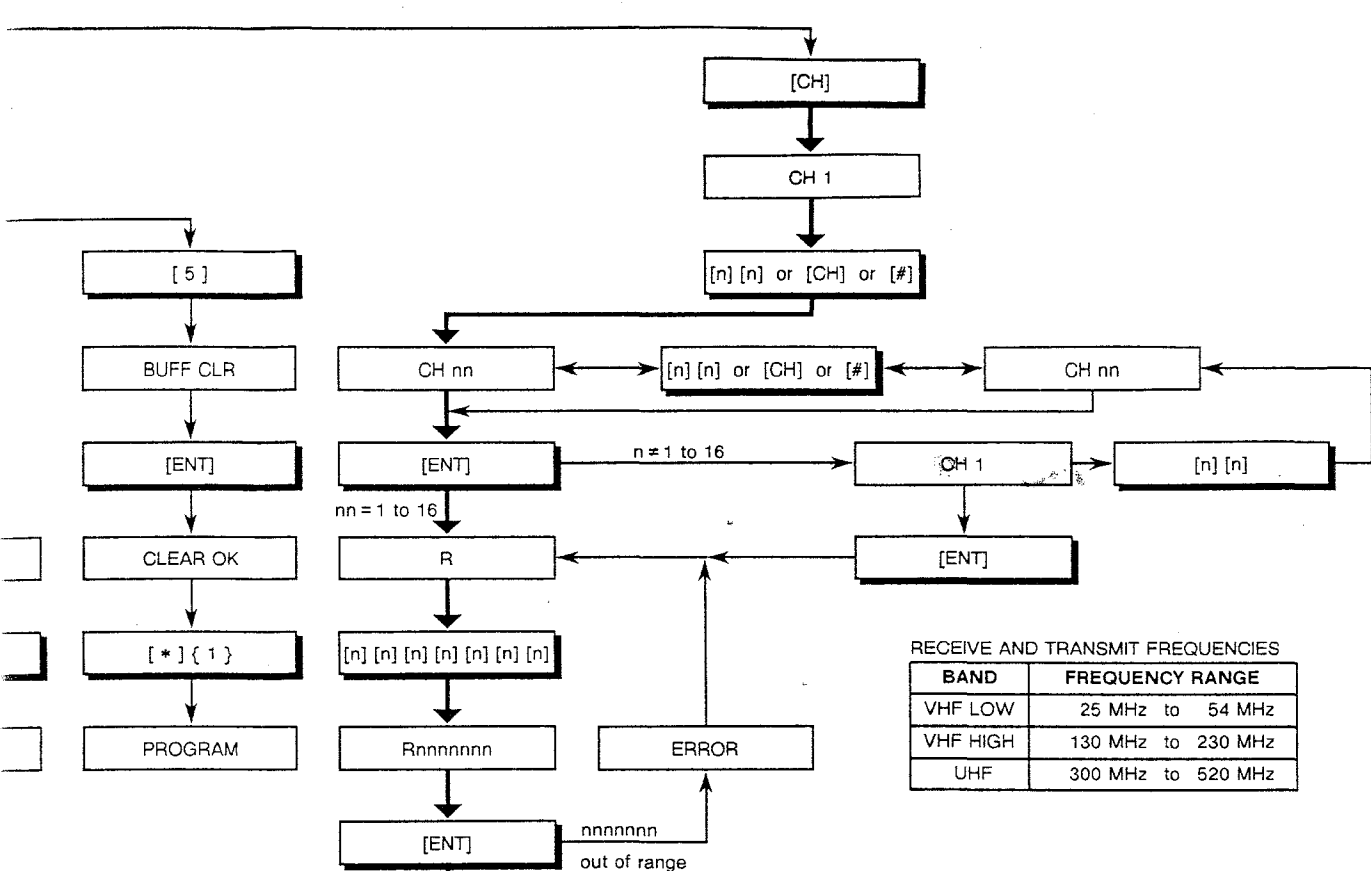 [CH]
CH 1
[n] [n] or [CH] or [#]
[ 5 ]
BUFF CLR
CH nn
[n] [n] or [CH] or [#]
CH nn
[ENT]
[ENT]
n ≠ 1 to 16
CH 1
[n] [n]
nn = 1 to 16
CLEAR OK
R
[ENT]
[ * ] { 1 }
[n] [n] [n] [n] [n] [n] [n]
RECEIVE AND TRANSMIT FREQUENCIES
BAND FREQUENCY RANGE
VHF LOW 25 MHz to 54 MHz
VHF HIGH 130 MHz to 230 MHz
UHF 300 MHz to 520 MHz
PROGRAM
Rnnnnnnn
ERROR
[ENT]
nnnnnnn
out of range